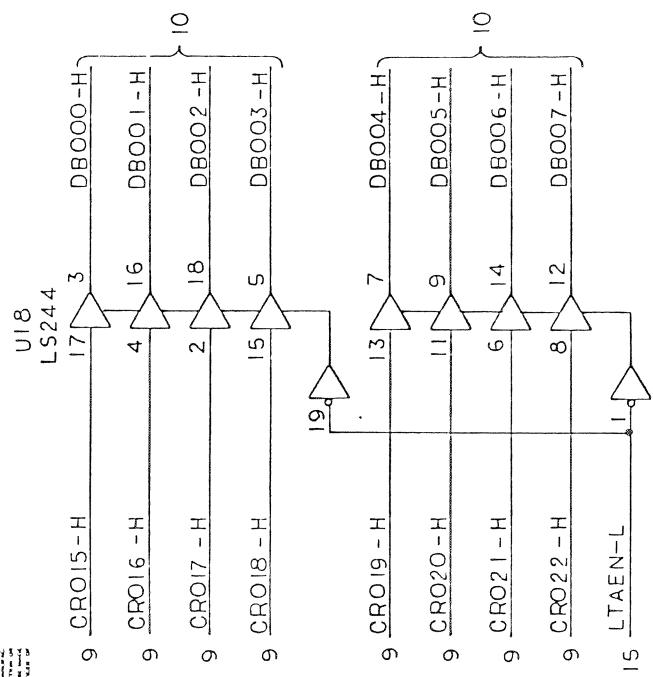 U18
LS244
9 CR015-H 17 3 DB000-H
9 CR016-H 4 16 DB001-H
9 CR017-H 2 18 DB002-H
9 CR018-H 15 5 DB003-H
10
19
9 CR019-H 13 7 DB004-H
9 CR020-H 11 9 DB005-H
9 CR021-H 6 14 DB006-H
9 CR022-H 8 12 DB007-H
10
15 LTAEN-L 1